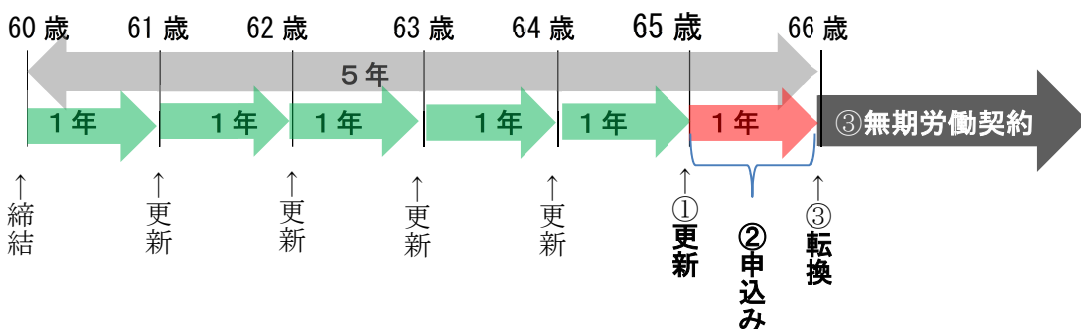 60歳 61歳 62歳 63歳 64歳 65歳 66歳
5年
1年 1年 1年 1年 1年 1年 ③無期労働契約
↑締結
↑更新
↑更新
↑更新
↑更新
↑①更新
②申込み
↑③転換